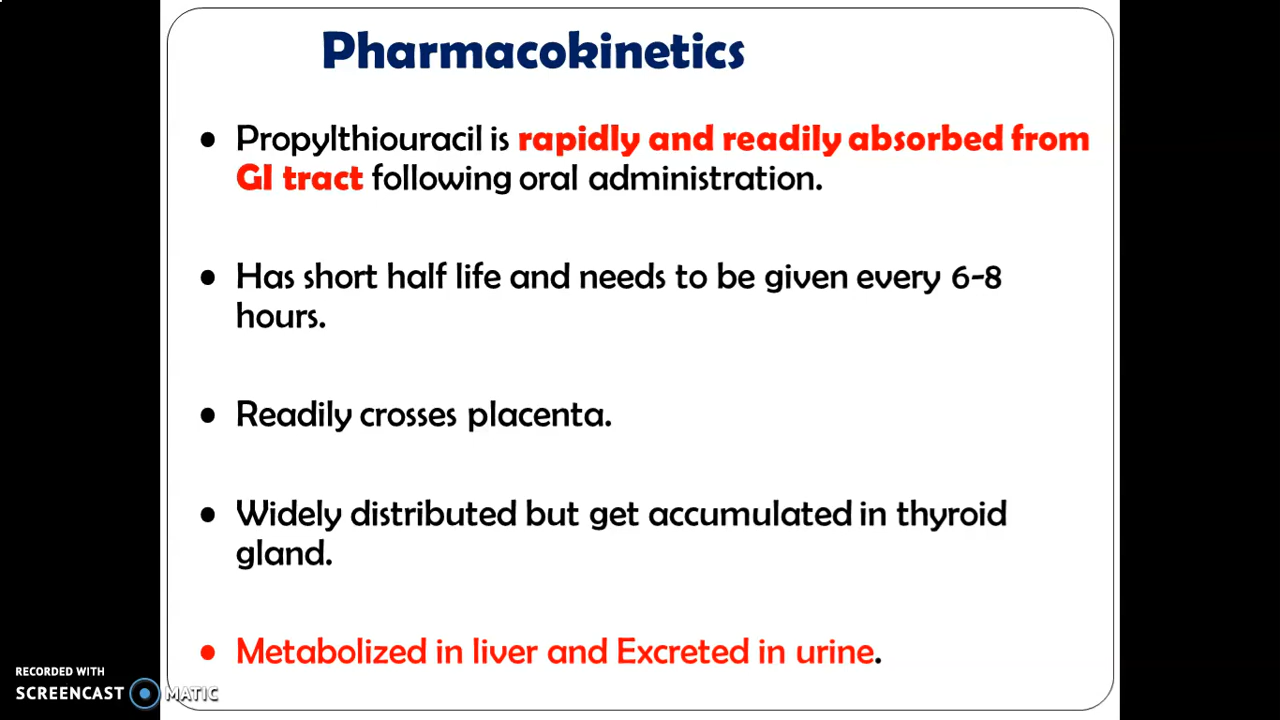 Pharmacokinetics
• Propylthiouracil is rapidly and readily absorbed from
GI tract following oral administration.
• Has short half life and needs to be given every 6-8
hours.
• Readily crosses placenta.
• Widely distributed but get accumulated in thyroid
gland.
• Metabolized in liver and Excreted in urine.
RECORDED WITH
SCREENCAST MATIC